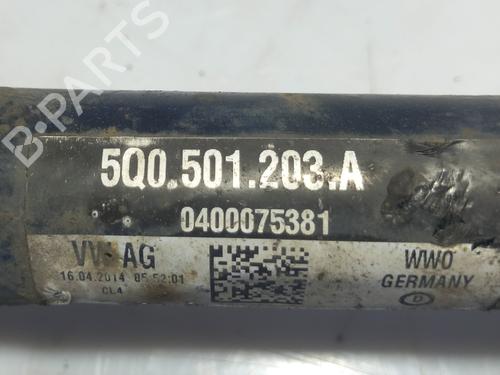 B-PARTS
5Q0.501.203.A
0400075381
VW AG
16.04.2014 05:52:01
CL4
WWO
GERMANY
D